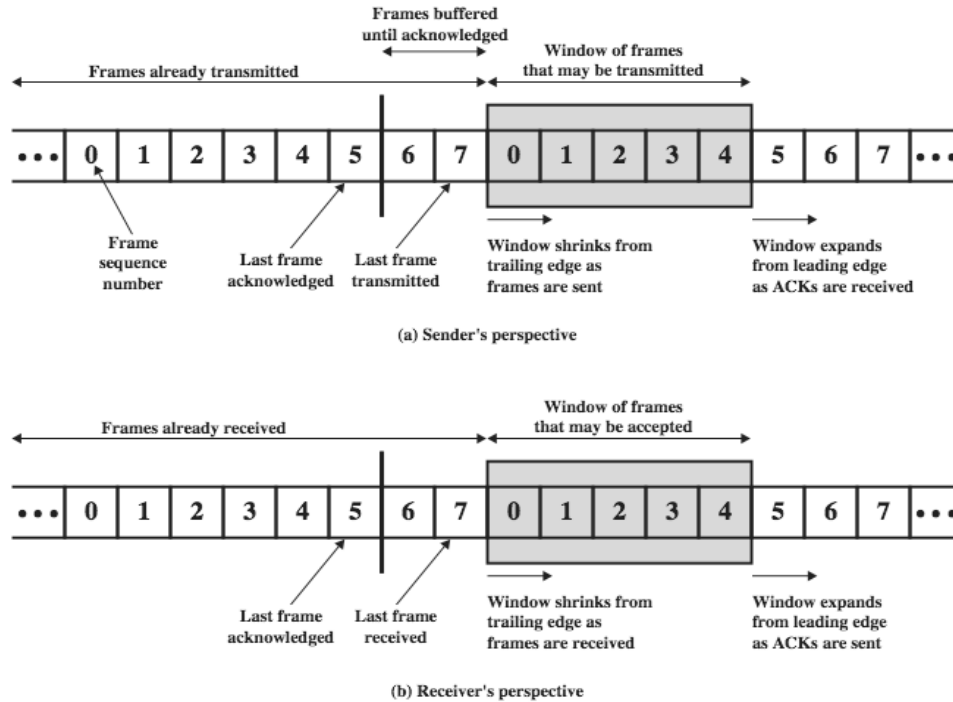 Frames buffered
until acknowledged
Window of frames
that may be transmitted
Frames already transmitted
••• 0 1 2 3 4 5 6 7 0 1 2 3 4 5 6 7 •••
Frame
sequence
number
Last frame
acknowledged
Last frame
transmitted
Window shrinks from
trailing edge as
frames are sent
Window expands
from leading edge
as ACKs are received
(a) Sender's perspective
Window of frames
that may be accepted
Frames already received
••• 0 1 2 3 4 5 6 7 0 1 2 3 4 5 6 7 •••
Last frame
acknowledged
Last frame
received
Window shrinks from
trailing edge as
frames are received
Window expands
from leading edge
as ACKs are sent
(b) Receiver's perspective